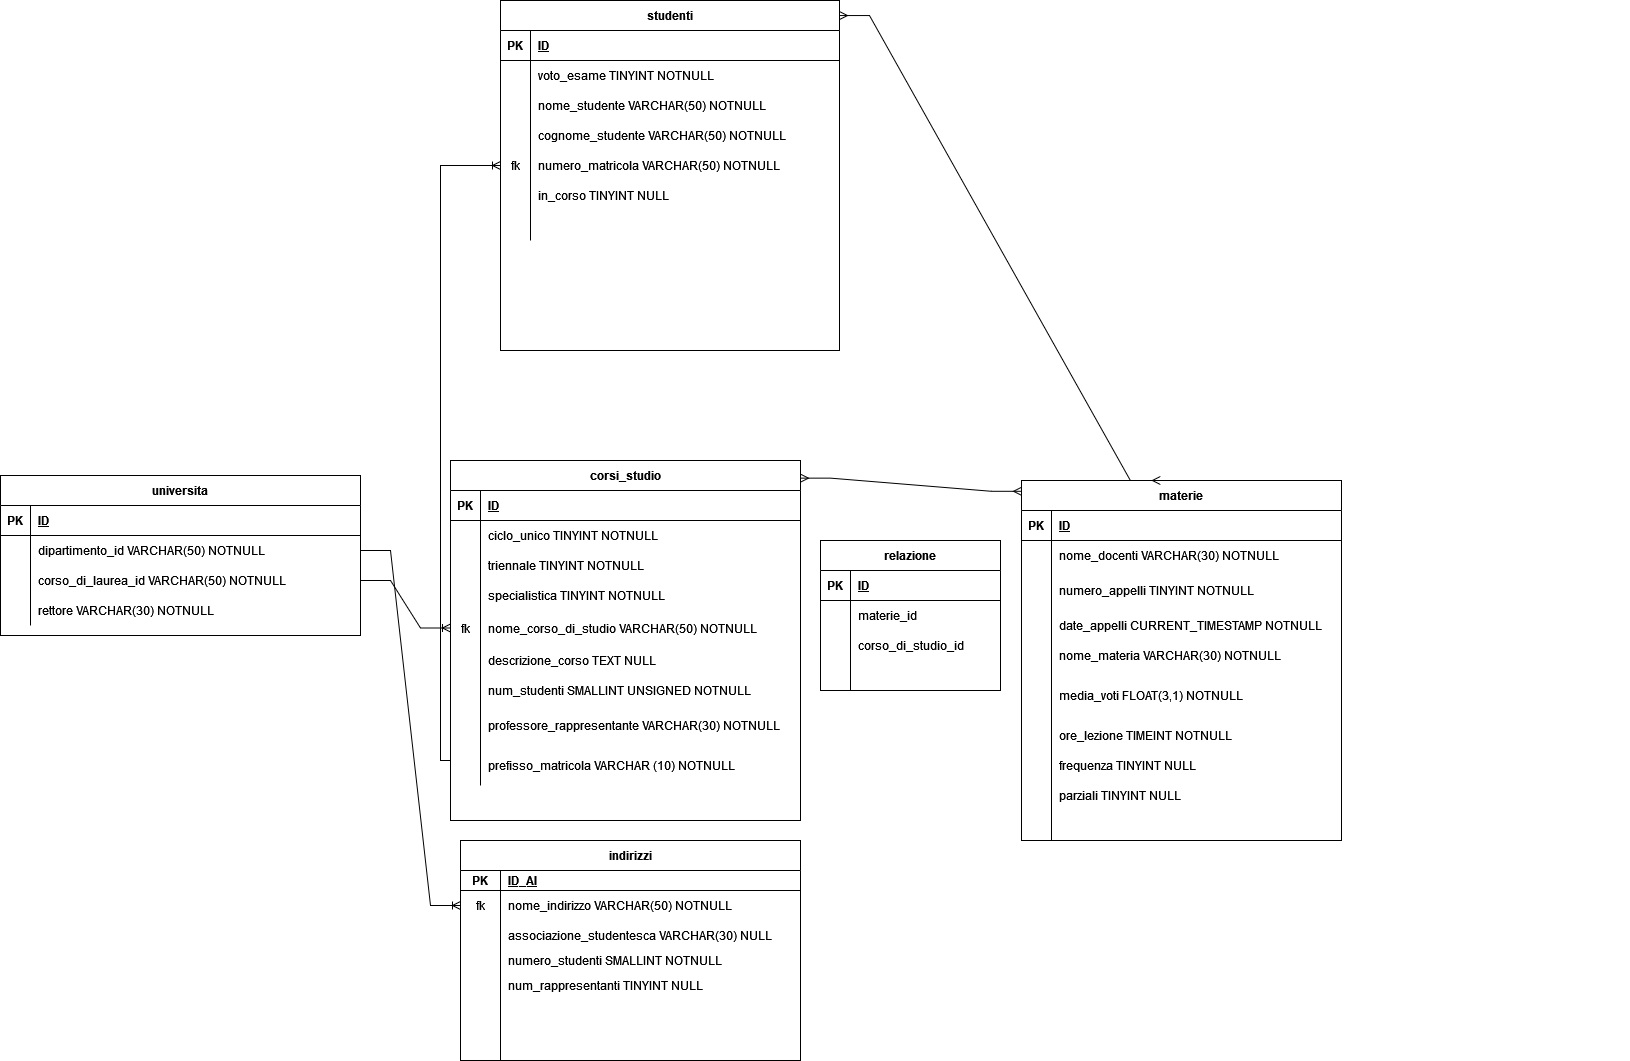 studenti
PK ID
voto_esame TINYINT NOTNULL
nome_studente VARCHAR(50) NOTNULL
cognome_studente VARCHAR(50) NOTNULL
fk numero_matricola VARCHAR(50) NOTNULL
in_corso TINYINT NULL
universita
PK ID
dipartimento_id VARCHAR(50) NOTNULL
corso_di_laurea_id VARCHAR(50) NOTNULL
rettore VARCHAR(30) NOTNULL
corsi_studio
PK ID
ciclo_unico TINYINT NOTNULL
triennale TINYINT NOTNULL
specialistica TINYINT NOTNULL
fk nome_corso_di_studio VARCHAR(50) NOTNULL
descrizione_corso TEXT NULL
num_studenti SMALLINT UNSIGNED NOTNULL
professore_rappresentante VARCHAR(30) NOTNULL
prefisso_matricola VARCHAR (10) NOTNULL
relazione
PK ID
materie_id
corso_di_studio_id
materie
PK ID
nome_docenti VARCHAR(30) NOTNULL
numero_appelli TINYINT NOTNULL
date_appelli CURRENT_TIMESTAMP NOTNULL
nome_materia VARCHAR(30) NOTNULL
media_voti FLOAT(3,1) NOTNULL
ore_lezione TIMEINT NOTNULL
frequenza TINYINT NULL
parziali TINYINT NULL
indirizzi
PK ID_AI
fk nome_indirizzo VARCHAR(50) NOTNULL
associazione_studentesca VARCHAR(30) NULL
numero_studenti SMALLINT NOTNULL
num_rappresentanti TINYINT NULL